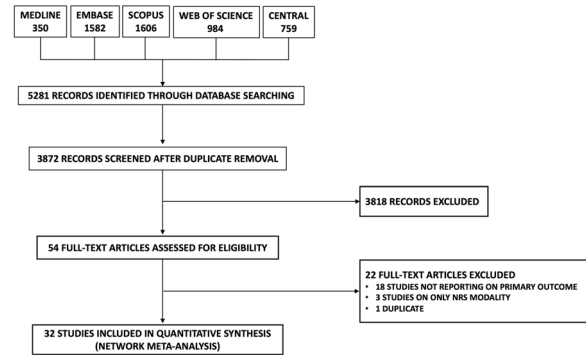 MEDLINE
350
EMBASE
1582
SCOPUS
1606
WEB OF SCIENCE
984
CENTRAL
759
5281 RECORDS IDENTIFIED THROUGH DATABASE SEARCHING
3872 RECORDS SCREENED AFTER DUPLICATE REMOVAL
3818 RECORDS EXCLUDED
54 FULL-TEXT ARTICLES ASSESSED FOR ELIGIBILITY
22 FULL-TEXT ARTICLES EXCLUDED
• 18 STUDIES NOT REPORTING ON PRIMARY OUTCOME
• 3 STUDIES ON ONLY NRS MODALITY
• 1 DUPLICATE
32 STUDIES INCLUDED IN QUANTITATIVE SYNTHESIS
(NETWORK META-ANALYSIS)